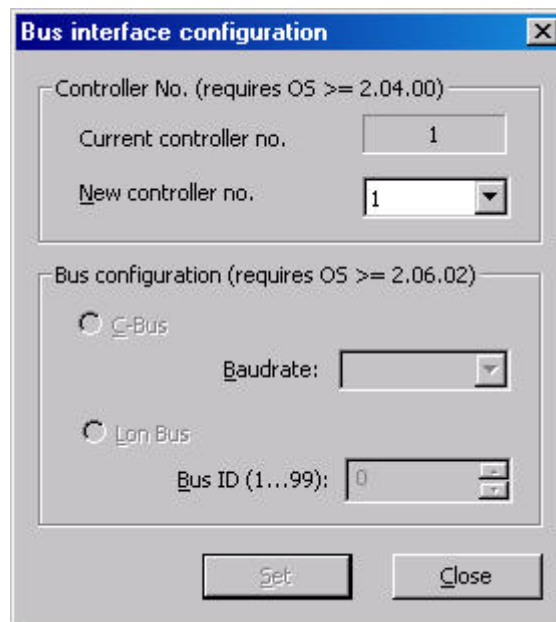 Bus interface configuration
Controller No. (requires OS >= 2.04.00)
Current controller no. 1
New controller no. 1
Bus configuration (requires OS >= 2.06.02)
C-Bus
Baudrate:
Lon Bus
Bus ID (1...99): 0
Set Close